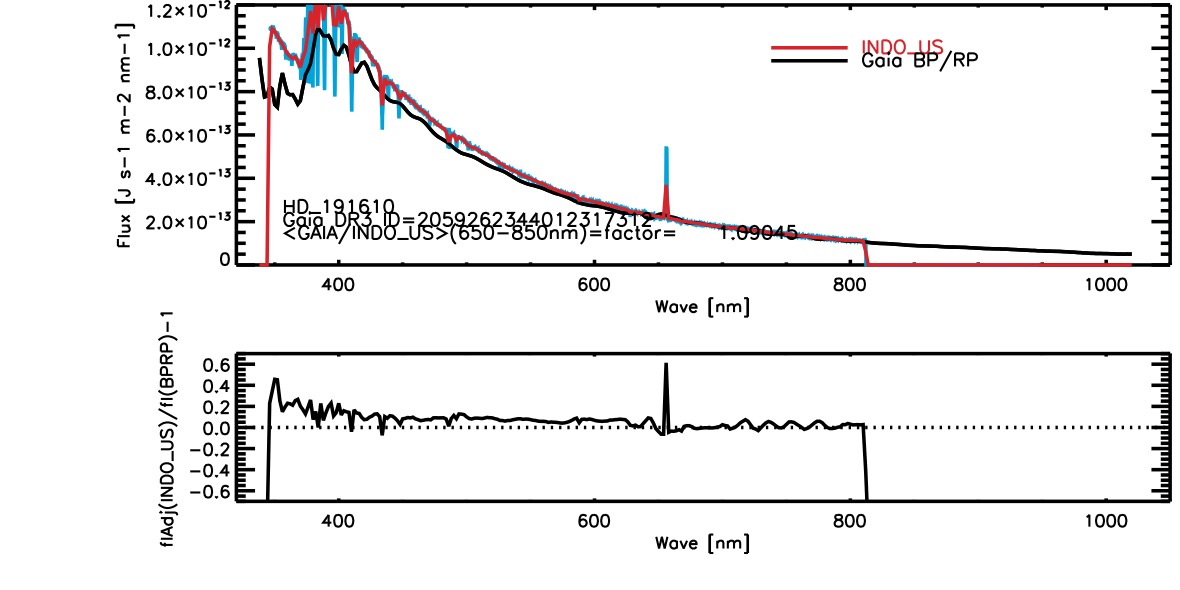 1.2×10−12
1.0×10−12
8.0×10−13
6.0×10−13
4.0×10−13
2.0×10−13
0
Flux [J s−1 m−2 nm−1]
INDO_US
Gaia BP/RP
HD_191610
Gaia DR3_ID=2059262344012317312
<GAIA/INDO_US>(650−850nm)=factor= 1.09045
400 600 800 1000
Wave [nm]
flAdj(INDO_US)/fl(BPRP)−1
0.6
0.4
0.2
0.0
−0.2
−0.4
−0.6
400 600 800 1000
Wave [nm]